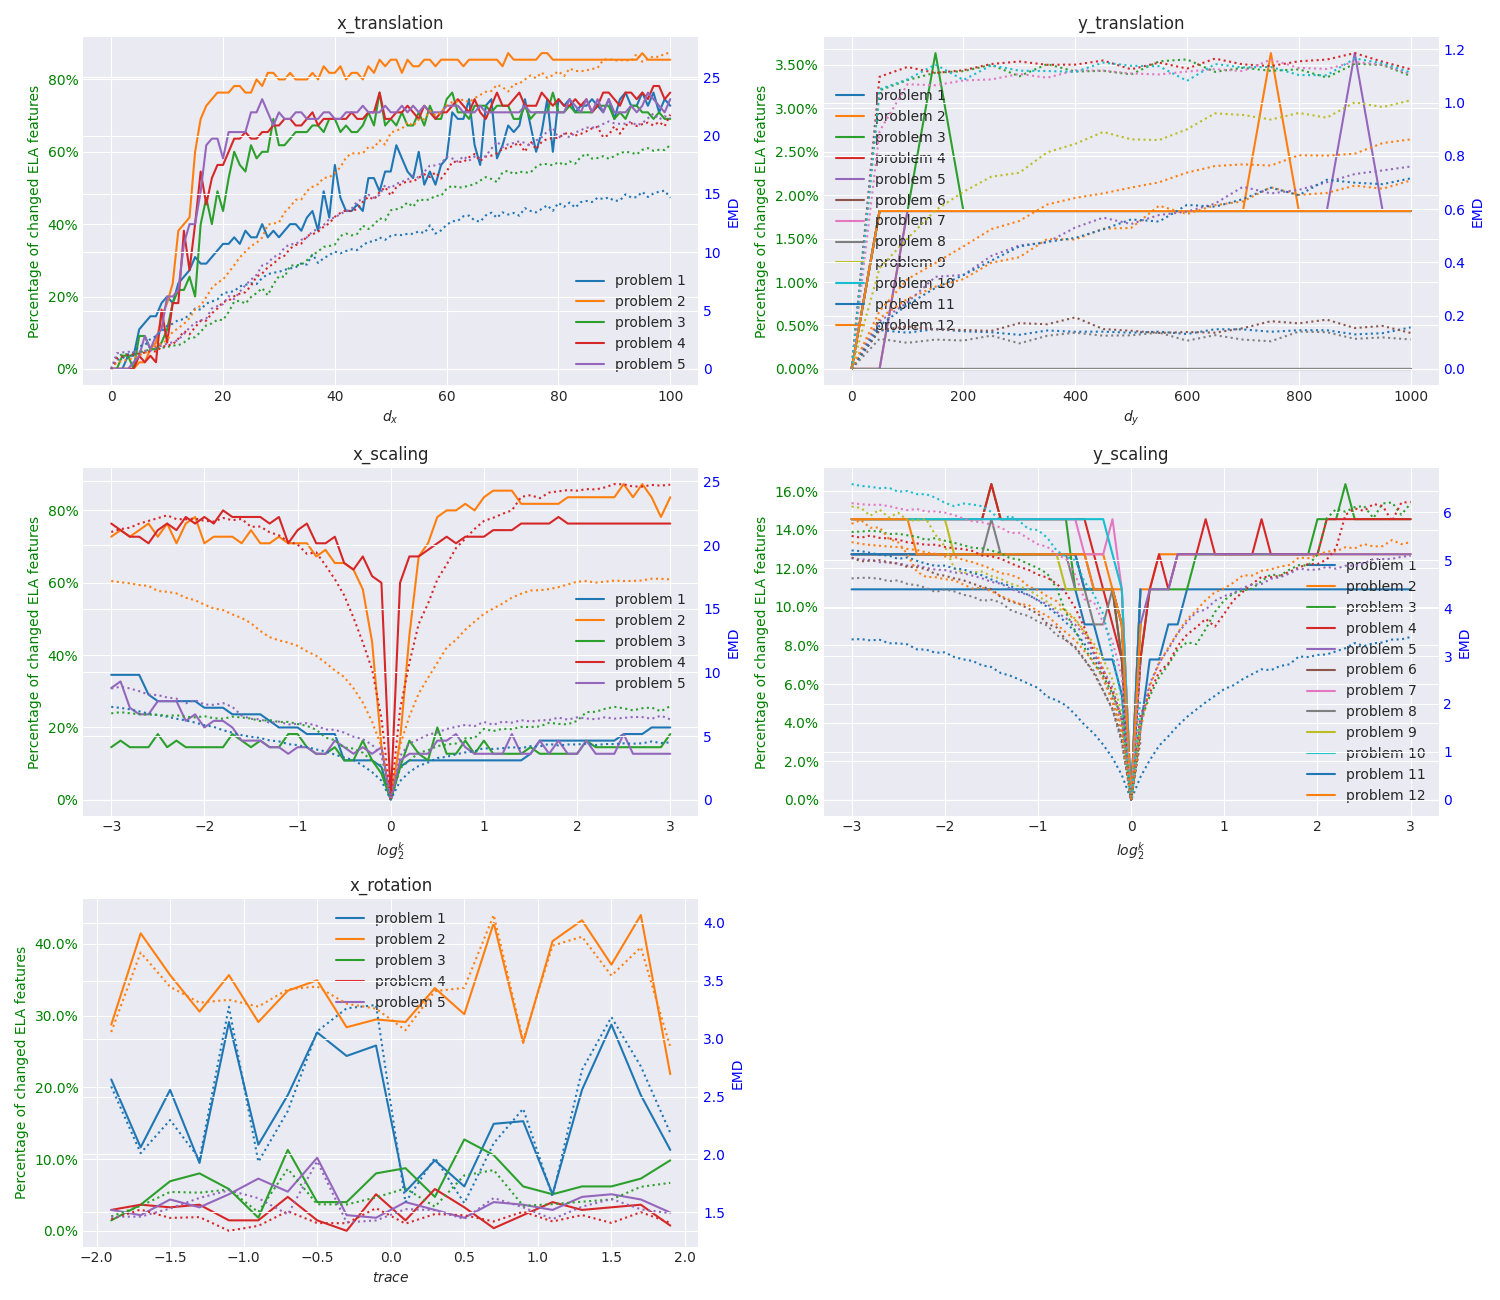 x_translation
Percentage of changed ELA features
80%
60%
40%
20%
0%
25
20
15
10
5
0
EMD
problem 1
problem 2
problem 3
problem 4
problem 5
0 20 40 60 80 100
d_x
y_translation
Percentage of changed ELA features
3.50%
3.00%
2.50%
2.00%
1.50%
1.00%
0.50%
0.00%
problem 1
problem 2
problem 3
problem 4
problem 5
problem 6
problem 7
problem 8
problem 9
problem 10
problem 11
problem 12
1.2
1.0
0.8
0.6
0.4
0.2
0.0
EMD
0 200 400 600 800 1000
d_y
x_scaling
Percentage of changed ELA features
80%
60%
40%
20%
0%
25
20
15
10
5
0
EMD
problem 1
problem 2
problem 3
problem 4
problem 5
−3 −2 −1 0 1 2 3
log_2^k
y_scaling
Percentage of changed ELA features
16.0%
14.0%
12.0%
10.0%
8.0%
6.0%
4.0%
2.0%
0.0%
6
5
4
3
2
1
0
EMD
problem 1
problem 2
problem 3
problem 4
problem 5
problem 6
problem 7
problem 8
problem 9
problem 10
problem 11
problem 12
−3 −2 −1 0 1 2 3
log_2^k
x_rotation
Percentage of changed ELA features
40.0%
30.0%
20.0%
10.0%
0.0%
problem 1
problem 2
problem 3
problem 4
problem 5
4.0
3.5
3.0
2.5
2.0
1.5
EMD
−2.0 −1.5 −1.0 −0.5 0.0 0.5 1.0 1.5 2.0
trace